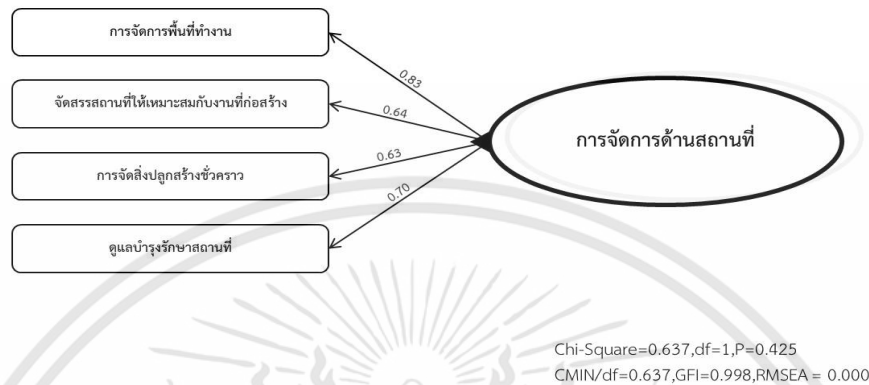 การจัดการพื้นที่ทำงาน
0.83
จัดสรรสถานที่ให้เหมาะสมกับงานที่ก่อสร้าง
0.64
การจัดการด้านสถานที่
0.63
การจัดสิ่งปลูกสร้างชั่วคราว
0.70
ดูแลบำรุงรักษาสถานที่
Chi-Square=0.637,df=1,P=0.425
CMIN/df=0.637,GFI=0.998,RMSEA = 0.000